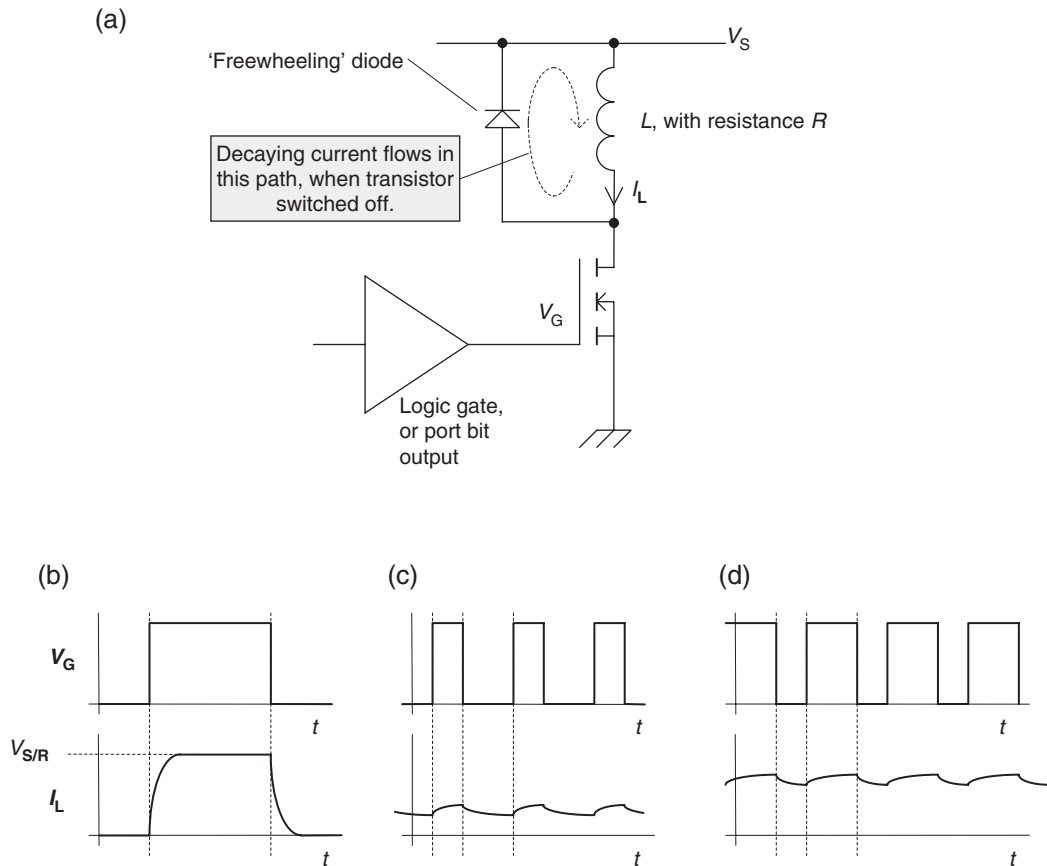 (a)
V_S
'Freewheeling' diode
L, with resistance R
Decaying current flows in
this path, when transistor
switched off.
I_L
V_G
Logic gate,
or port bit
output
(b)
(c)
(d)
V_G
t
t
t
V_S/R
I_L
t
t
t